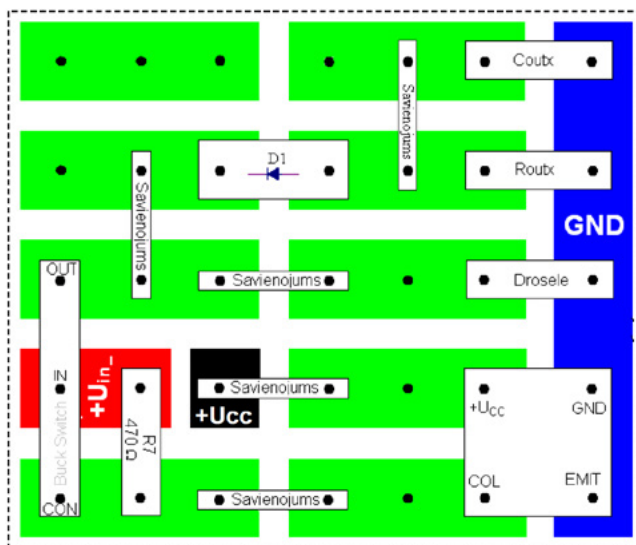 Coutx
Savienojums
D1
Routx
Savienojums
GND
OUT
Savienojums
Drosele
IN
+Uin_
Buck Switch
R7
470 Ω
Savienojums
+Ucc
+UCC
GND
CON
Savienojums
COL
EMIT